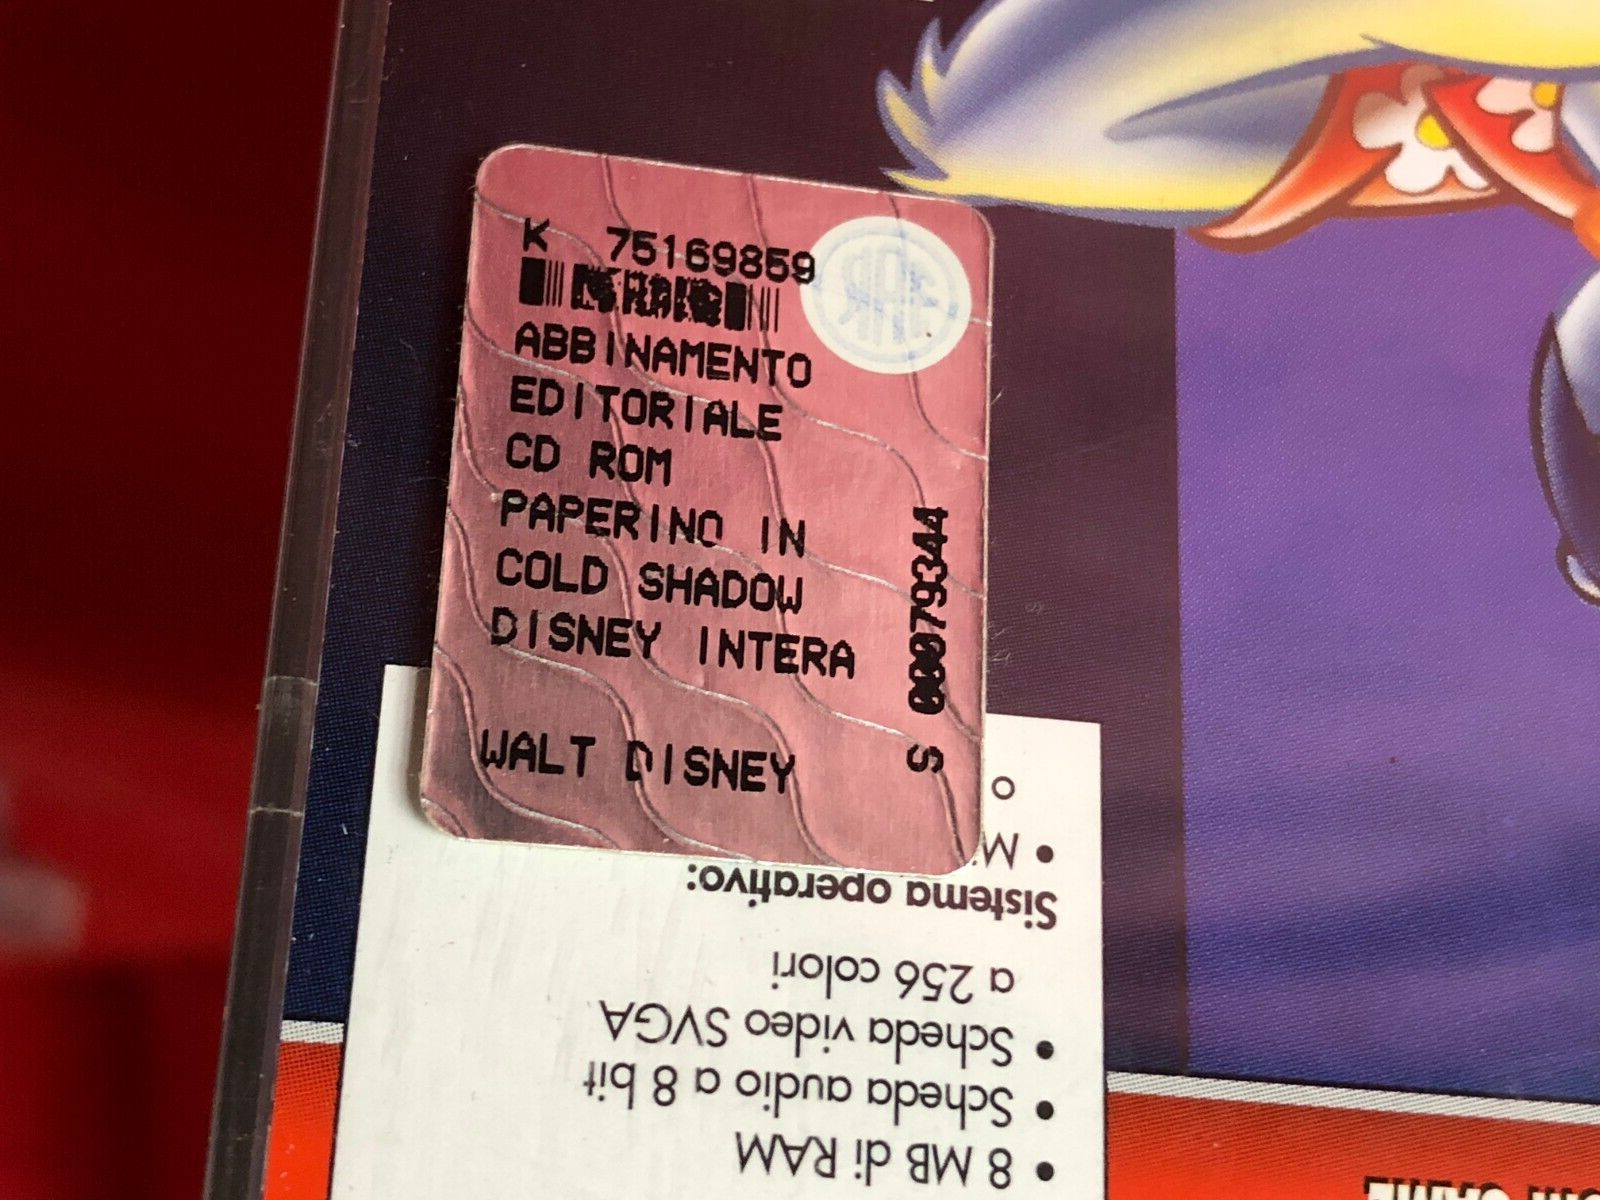 K 75169859
ABBINAMENTO
EDITORIALE
CD ROM
PAPERINO IN
COLD SHADOW
DISNEY INTERA
WALT DISNEY
S 00079344
• 8 MB di RAM
• Scheda audio a 8 bit
• Scheda video SVGA
a 256 colori
Sistema operativo:
o